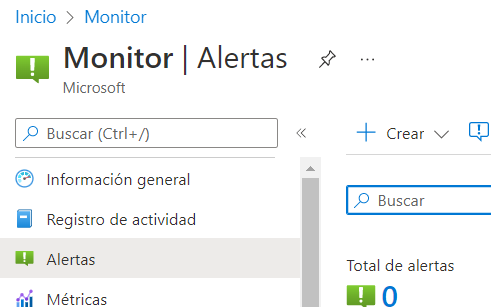 Inicio > Monitor
Monitor | Alertas
Microsoft
Buscar (Ctrl+/)
Crear
Información general
Buscar
Registro de actividad
Alertas
Total de alertas
0
Métricas